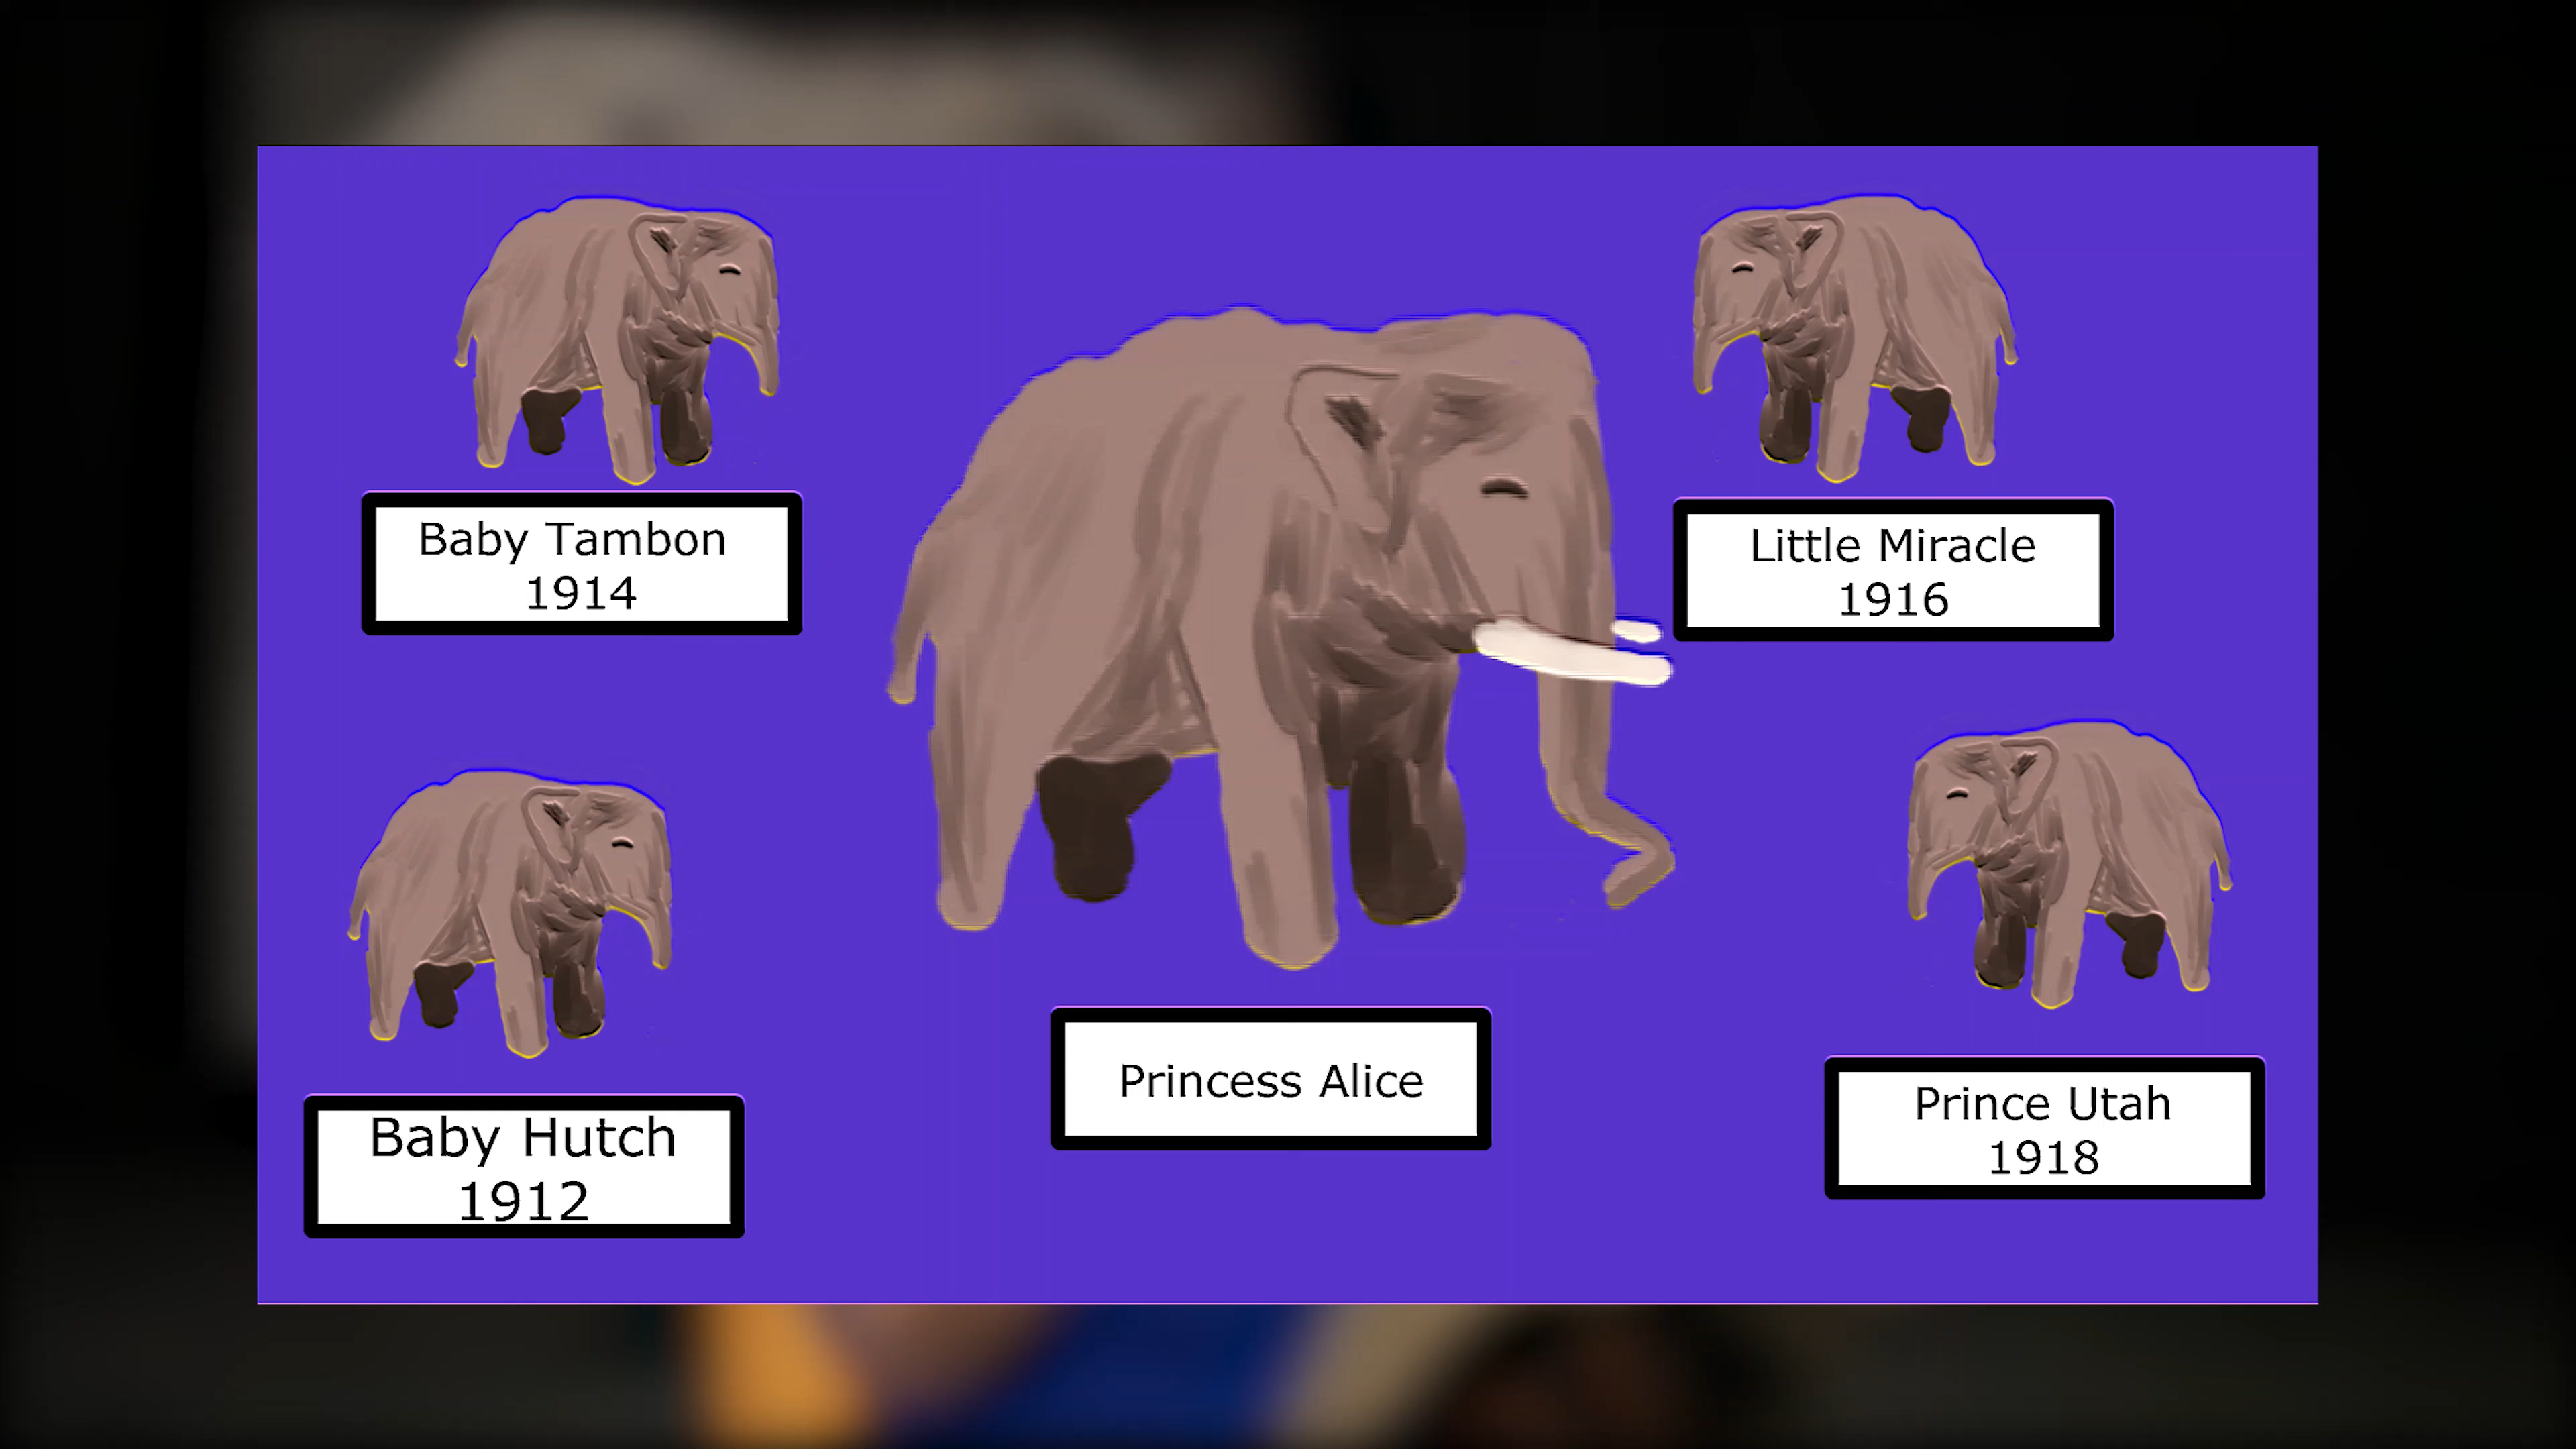 Baby Tambon
1914
Little Miracle
1916
Baby Hutch
1912
Princess Alice
Prince Utah
1918